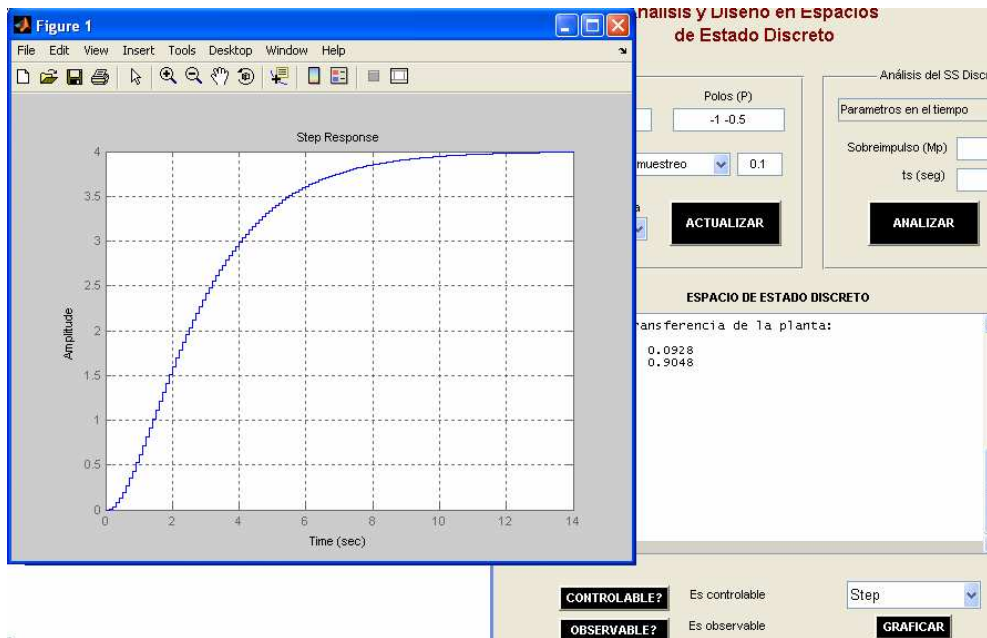 Figure 1
File Edit View Insert Tools Desktop Window Help
Step Response
4
3.5
3
2.5
2
1.5
1
0.5
0
Amplitude
0 2 4 6 8 10 12 14
Time (sec)
nálisis y Diseño en Espacios
de Estado Discreto
Polos (P)
-1 -0.5
muestreo
0.1
a
ACTUALIZAR
Análisis del SS Disc
Parametros en el tiempo
Sobreimpulso (Mp)
ts (seg)
ANALIZAR
ESPACIO DE ESTADO DISCRETO
ransferencia de la planta:
0.0928
0.9048
CONTROLABLE? Es controlable
Step
OBSERVABLE? Es observable
GRAFICAR